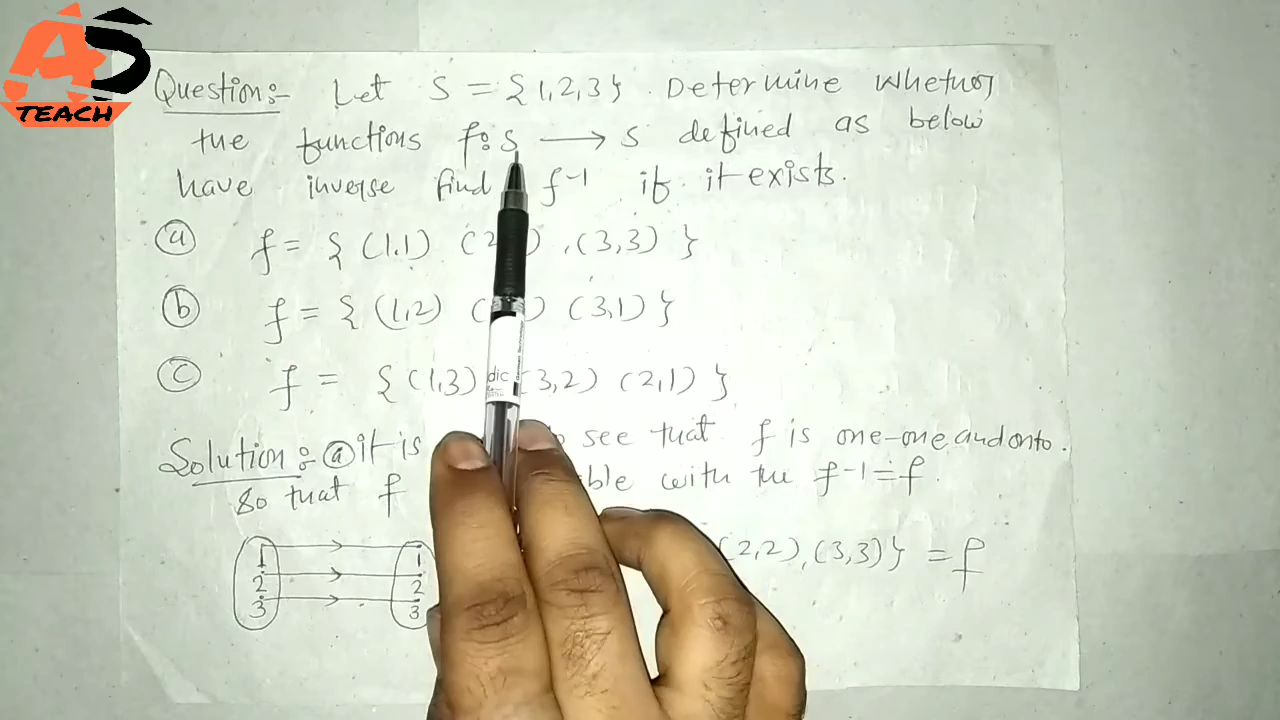 AS
TEACH
Question:- Let S = {1,2,3}. Determine whether
the functions f: S → S defined as below
have inverse find f⁻¹ if it exists.
(a) f = { (1,1) (2 ) , (3,3) }
(b) f = { (1,2) ( ) (3,1) }
(c) f = { (1,3) (3,2) (2,1) }
dic
Solution:- (a) it is see that f is one-one and onto.
so that f with the f⁻¹ = f.
1 1
2 2
3 3
(2,2), (3,3)} = f